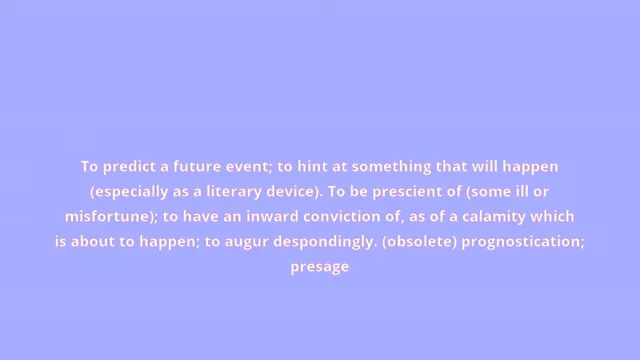 To predict a future event; to hint at something that will happen
(especially as a literary device). To be prescient of (some ill or
misfortune); to have an inward conviction of, as of a calamity which
is about to happen; to augur despondingly. (obsolete) prognostication;
presage